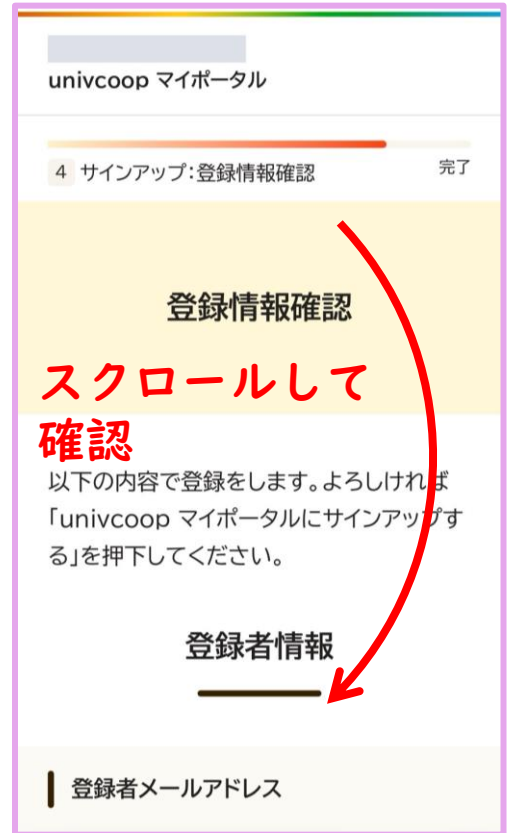 univcoop マイポータル
4 サインアップ：登録情報確認
完了
登録情報確認
スクロールして
確認
以下の内容で登録をします。よろしければ
「univcoop マイポータルにサインアップす
る」を押下してください。
登録者情報
登録者メールアドレス